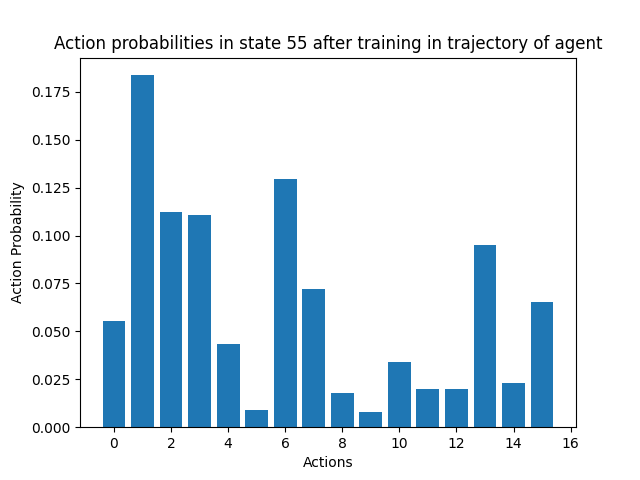 Action probabilities in state 55 after training in trajectory of agent
0.175
0.150
0.125
0.100
0.075
0.050
0.025
0.000
Action Probability
0 2 4 6 8 10 12 14 16
Actions